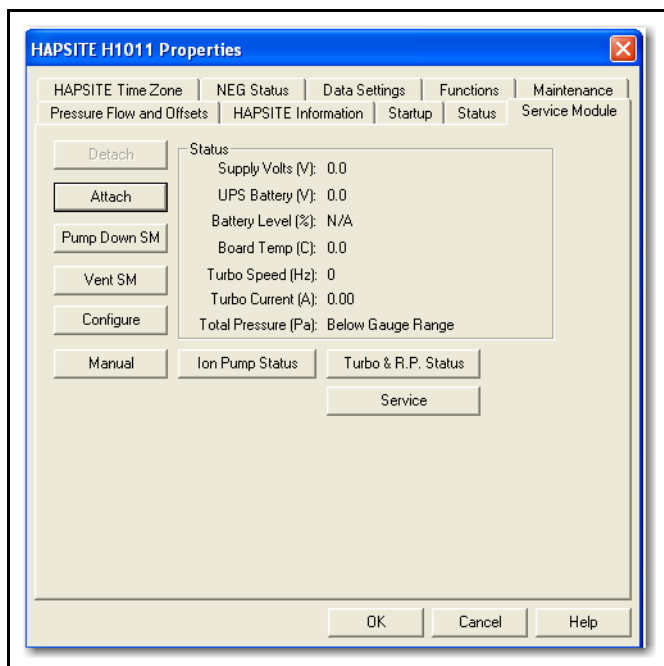 HAPSITE H1011 Properties
HAPSITE Time Zone NEG Status Data Settings Functions Maintenance
Pressure Flow and Offsets HAPSITE Information Startup Status Service Module
Detach
Attach
Pump Down SM
Vent SM
Configure
Manual
Status
Supply Volts (V): 0.0
UPS Battery (V): 0.0
Battery Level (%): N/A
Board Temp (C): 0.0
Turbo Speed (Hz): 0
Turbo Current (A): 0.00
Total Pressure (Pa): Below Gauge Range
Ion Pump Status Turbo & R.P. Status
Service
OK Cancel Help